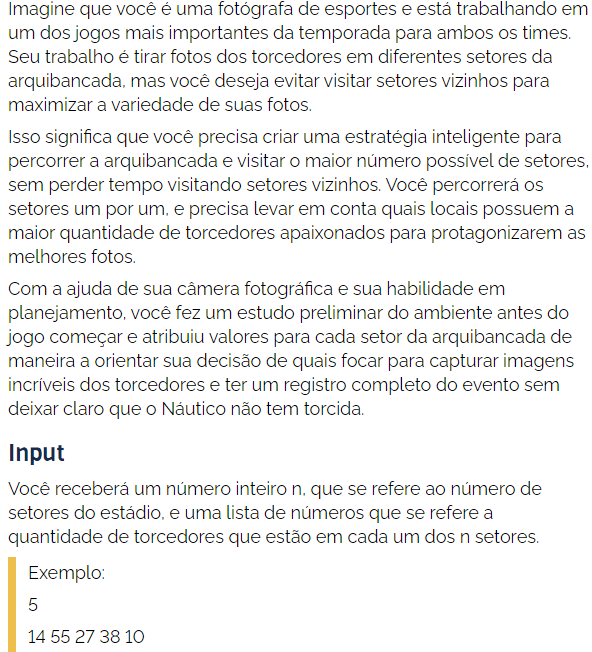 Imagine que você é uma fotógrafa de esportes e está trabalhando em
um dos jogos mais importantes da temporada para ambos os times.
Seu trabalho é tirar fotos dos torcedores em diferentes setores da
arquibancada, mas você deseja evitar visitar setores vizinhos para
maximizar a variedade de suas fotos.
Isso significa que você precisa criar uma estratégia inteligente para
percorrer a arquibancada e visitar o maior número possível de setores,
sem perder tempo visitando setores vizinhos. Você percorrerá os
setores um por um, e precisa levar em conta quais locais possuem a
maior quantidade de torcedores apaixonados para protagonizarem as
melhores fotos.
Com a ajuda de sua câmera fotográfica e sua habilidade em
planejamento, você fez um estudo preliminar do ambiente antes do
jogo começar e atribuiu valores para cada setor da arquibancada de
maneira a orientar sua decisão de quais focar para capturar imagens
incríveis dos torcedores e ter um registro completo do evento sem
deixar claro que o Náutico não tem torcida.
Input
Você receberá um número inteiro n, que se refere ao número de
setores do estádio, e uma lista de números que se refere a
quantidade de torcedores que estão em cada um dos n setores.
Exemplo:
5
14 55 27 38 10